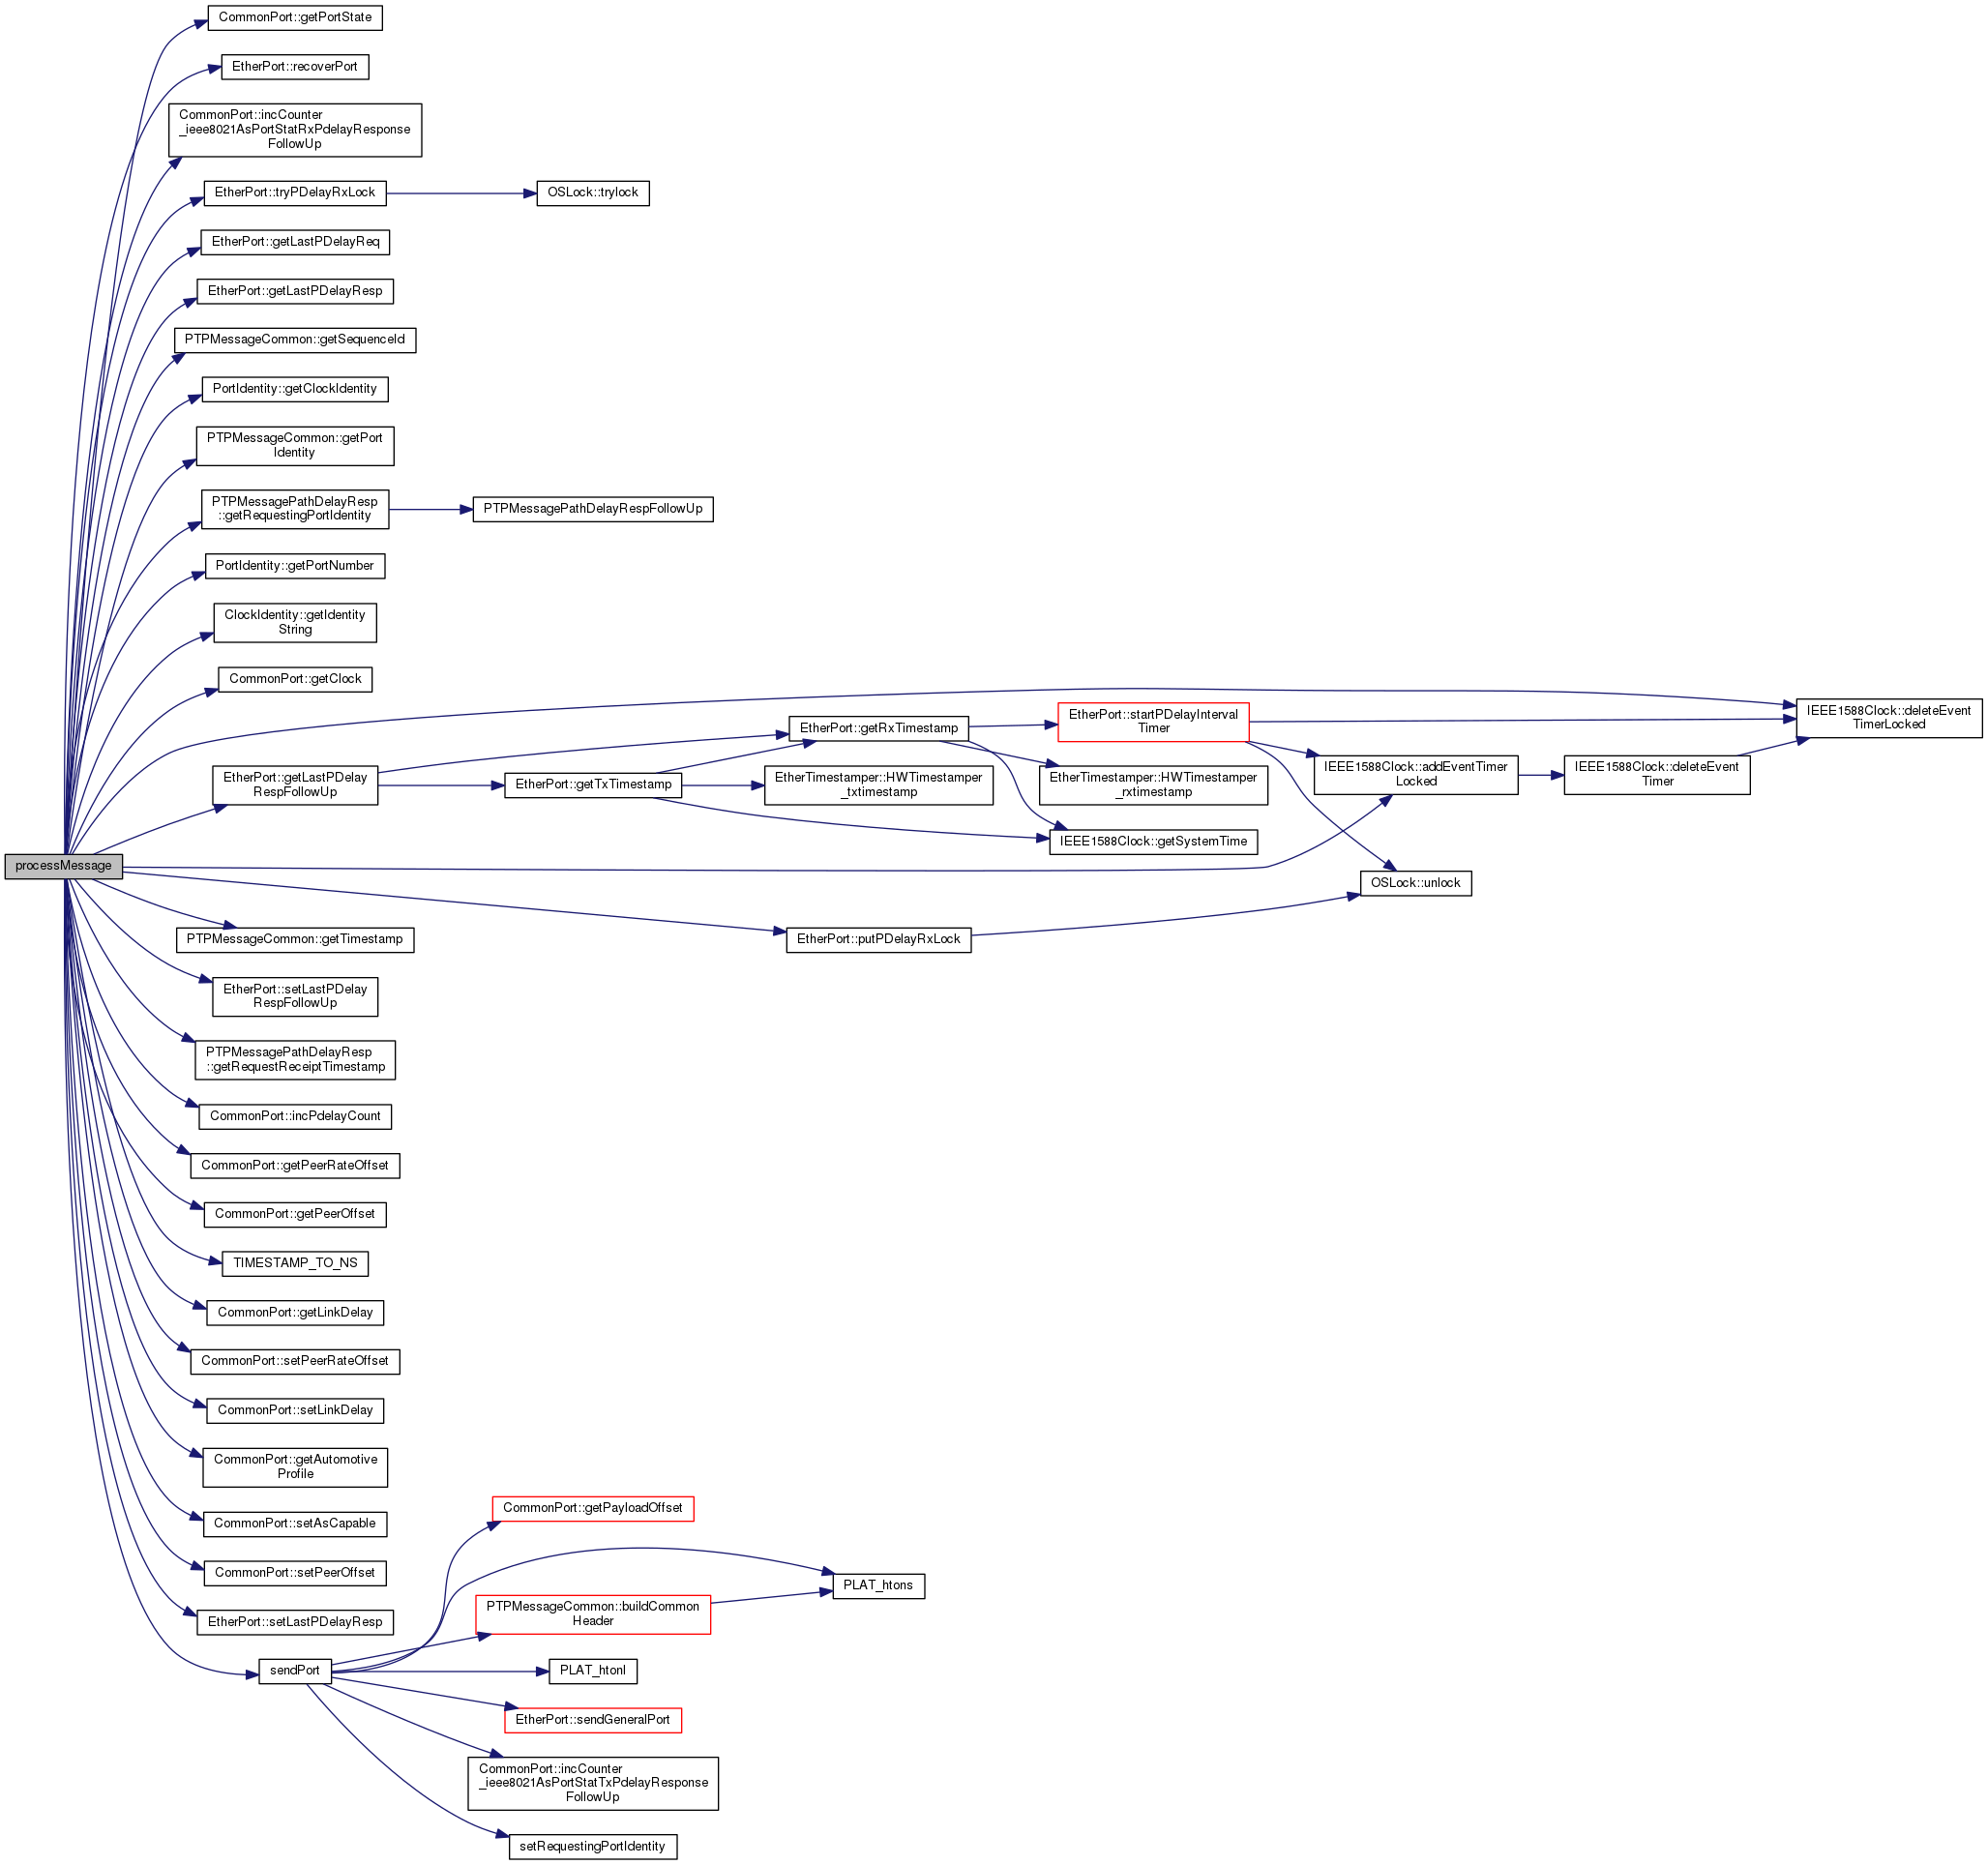 CommonPort::getPortState
EtherPort::recoverPort
CommonPort::incCounter
_ieee8021AsPortStatRxPdelayResponse
FollowUp
EtherPort::tryPDelayRxLock
OSLock::trylock
EtherPort::getLastPDelayReq
EtherPort::getLastPDelayResp
PTPMessageCommon::getSequenceId
PortIdentity::getClockIdentity
PTPMessageCommon::getPort
Identity
PTPMessagePathDelayResp
::getRequestingPortIdentity
PTPMessagePathDelayRespFollowUp
PortIdentity::getPortNumber
ClockIdentity::getIdentity
String
CommonPort::getClock
EtherPort::getLastPDelay
RespFollowUp
EtherPort::getTxTimestamp
EtherPort::getRxTimestamp
EtherTimestamper::HWTimestamper
_txtimestamp
EtherPort::startPDelayInterval
Timer
EtherTimestamper::HWTimestamper
_rxtimestamp
IEEE1588Clock::getSystemTime
IEEE1588Clock::addEventTimer
Locked
IEEE1588Clock::deleteEvent
Timer
IEEE1588Clock::deleteEvent
TimerLocked
OSLock::unlock
processMessage
EtherPort::putPDelayRxLock
PTPMessageCommon::getTimestamp
EtherPort::setLastPDelay
RespFollowUp
PTPMessagePathDelayResp
::getRequestReceiptTimestamp
CommonPort::incPdelayCount
CommonPort::getPeerRateOffset
CommonPort::getPeerOffset
TIMESTAMP_TO_NS
CommonPort::getLinkDelay
CommonPort::setPeerRateOffset
CommonPort::setLinkDelay
CommonPort::getAutomotive
Profile
CommonPort::setAsCapable
CommonPort::setPeerOffset
EtherPort::setLastPDelayResp
sendPort
CommonPort::getPayloadOffset
PLAT_htons
PTPMessageCommon::buildCommon
Header
PLAT_htonl
EtherPort::sendGeneralPort
CommonPort::incCounter
_ieee8021AsPortStatTxPdelayResponse
FollowUp
setRequestingPortIdentity